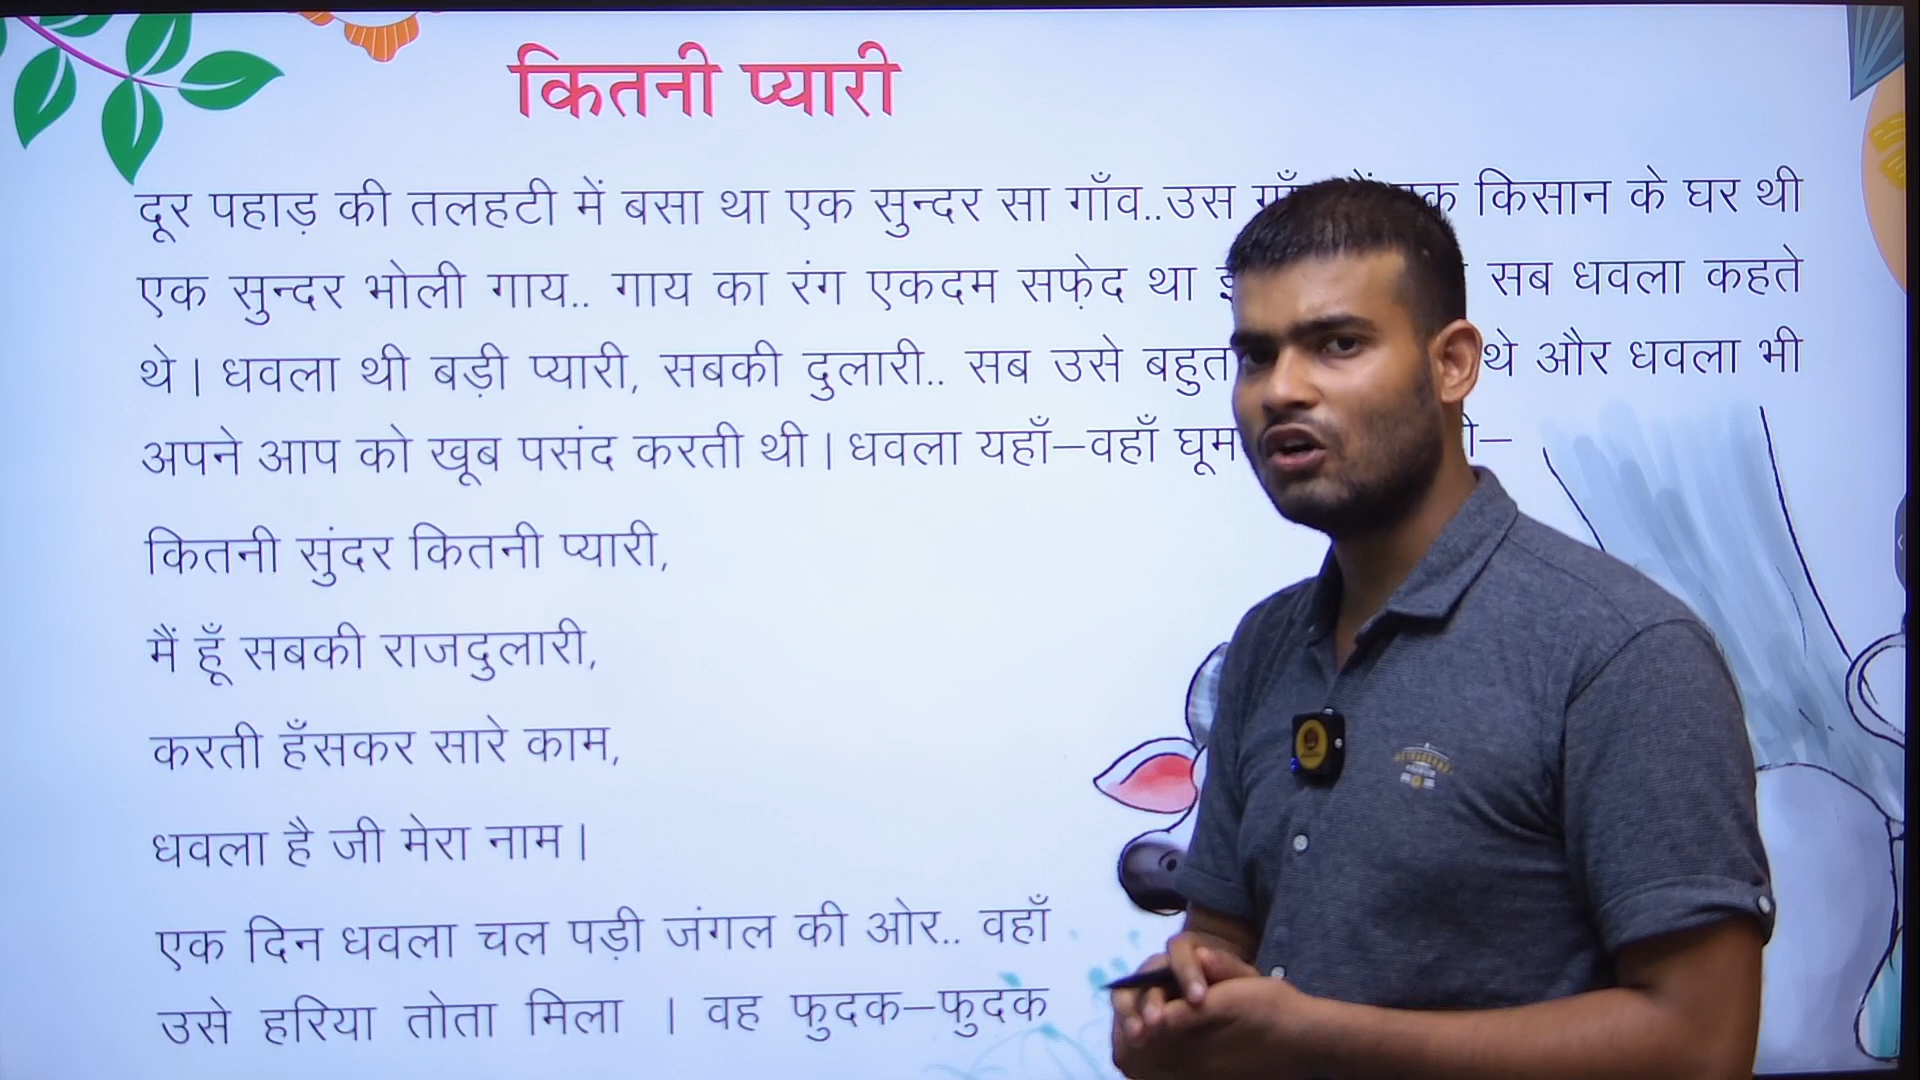 कितनी प्यारी
दूर पहाड़ की तलहटी में बसा था एक सुन्दर सा गाँव..उस किसान के घर थी
एक सुन्दर भोली गाय.. गाय का रंग एकदम सफ़ेद था सब धवला कहते
थे। धवला थी बड़ी प्यारी, सबकी दुलारी.. सब उसे बहुत थे और धवला भी
अपने आप को खूब पसंद करती थी। धवला यहाँ–वहाँ
कितनी सुंदर कितनी प्यारी,
मैं हूँ सबकी राजदुलारी,
करती हँसकर सारे काम,
धवला है जी मेरा नाम।
एक दिन धवला चल पड़ी जंगल की ओर.. वहाँ
उसे हरिया तोता मिला । वह फुदक–फुदक